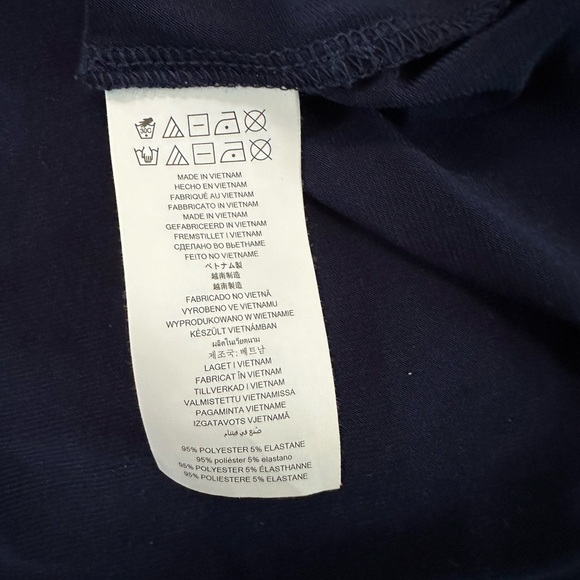 30C
MADE IN VIETNAM
HECHO EN VIETNAM
FABRIQUÉ AU VIETNAM
FABBRICATO IN VIETNAM
MADE IN VIETNAM
GEFABRICEERD IN VIETNAM
FREMSTILLET I VIETNAM
СДЕЛАНО ВО ВЬЕТНАМЕ
FEITO NO VIETNAME
ベトナム製
越南制造
越南製造
FABRICADO NO VIETNÃ
VYROBENO VE VIETNAMU
WYPRODUKOWANO W WIETNAMIE
KÉSZÜLT VIETNÁMBAN
ผลิตในเวียดนาม
제조국: 베트남
LAGET I VIETNAM
FABRICAT ÎN VIETNAM
TILLVERKAD I VIETNAM
VALMISTETTU VIETNAMISSA
PAGAMINTA VIETNAME
IZGATAVOTS VJETNAMĀ
صنع في فيتنام
95% POLYESTER 5% ELASTANE
95% poliéster 5% elastano
95% POLYESTER 5% ÉLASTHANNE
95% POLIESTERE 5% ELASTANE